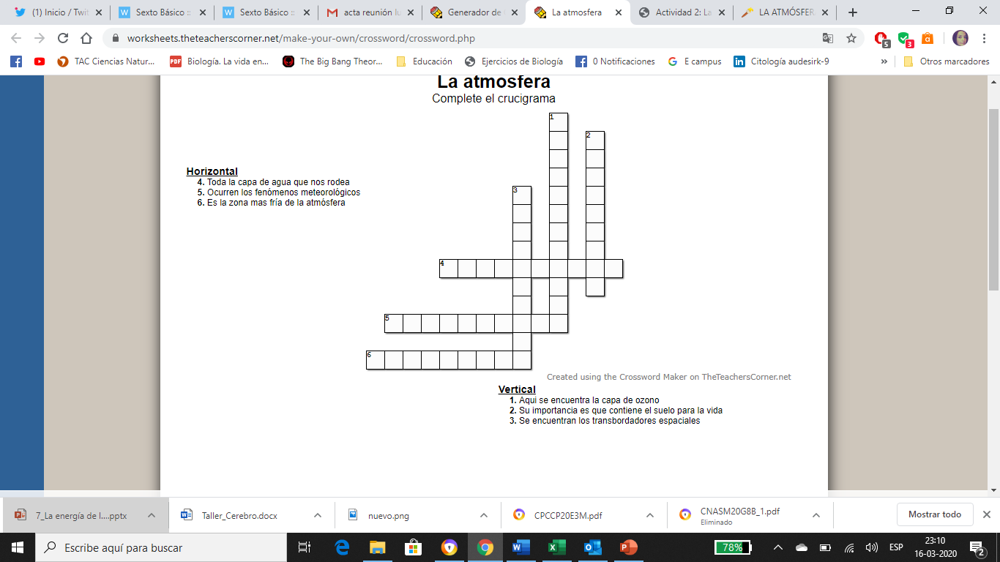 (1) Inicio / Twit
Sexto Básico ::
Sexto Básico ::
acta reunión lu
Generador de
La atmosfera
Actividad 2: La
LA ATMÓSFER
worksheets.theteacherscorner.net/make-your-own/crossword/crossword.php
5
3
TAC Ciencias Natur...
PDF
Biología. La vida en...
The Big Bang Theor...
Educación
Ejercicios de Biología
0 Notificaciones
E campus
Citología audesirk-9
»
Otros marcadores
La atmosfera
Complete el crucigrama
1
2
3
4
5
6
Horizontal
4. Toda la capa de agua que nos rodea
5. Ocurren los fenómenos meteorológicos
6. Es la zona mas fría de la atmósfera
Created using the Crossword Maker on TheTeachersCorner.net
Vertical
1. Aqui se encuentra la capa de ozono
2. Su importancia es que contiene el suelo para la vida
3. Se encuentran los transbordadores espaciales
7_La energía de l....pptx
Taller_Cerebro.docx
nuevo.png
CPCCP20E3M.pdf
CNASM20G8B_1.pdf
Eliminado
Mostrar todo
Escribe aquí para buscar
78%
ESP
23:10
16-03-2020
2